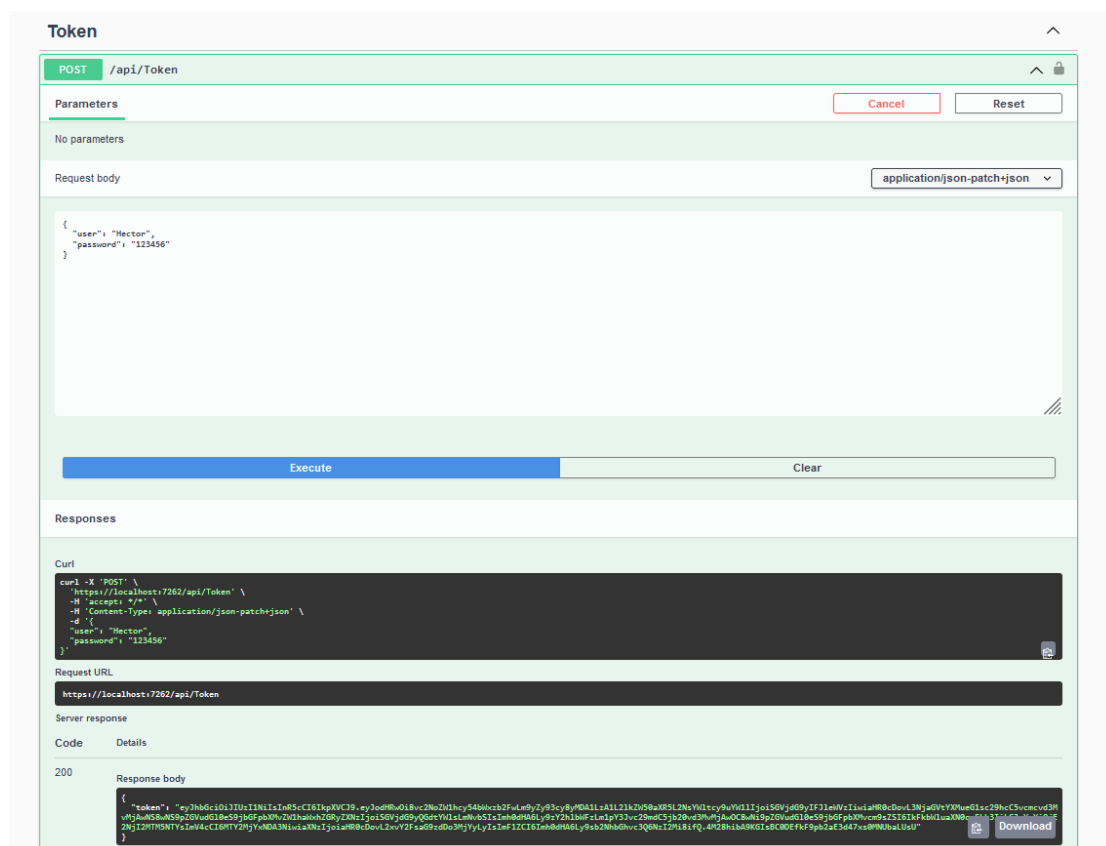 Token
POST /api/Token
Parameters
Cancel
Reset
No parameters
Request body
application/json-patch+json
{
"user": "Hector",
"password": "123456"
}
Execute
Clear
Responses
Curl
curl -X 'POST' \
'https://localhost:7262/api/Token' \
-H 'accept: */*' \
-H 'Content-Type: application/json-patch+json' \
-d '{
"user": "Hector",
"password": "123456"
}'
Request URL
https://localhost:7262/api/Token
Server response
Code
Details
200
Response body
{
"token":
Download
}